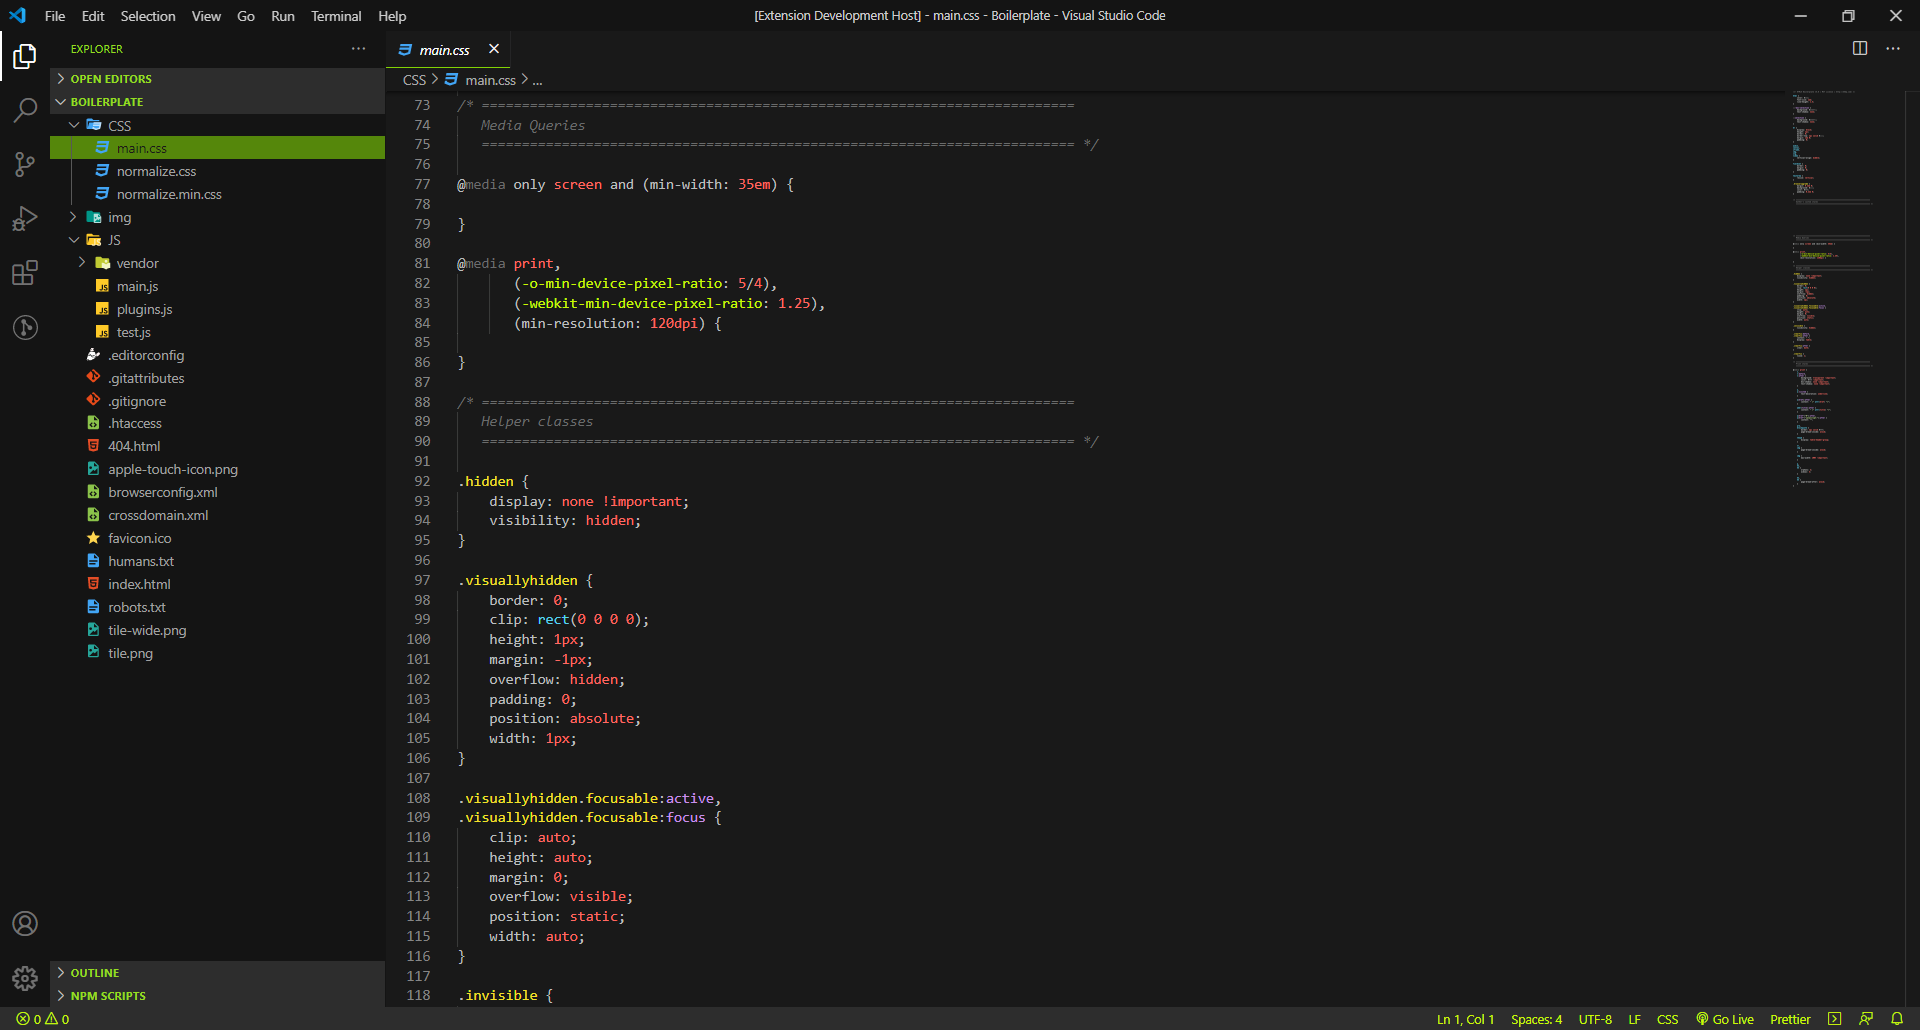 File Edit Selection View Go Run Terminal Help
[Extension Development Host] - main.css - Boilerplate - Visual Studio Code
EXPLORER
OPEN EDITORS
BOILERPLATE
CSS
main.css
normalize.css
normalize.min.css
img
JS
vendor
main.js
plugins.js
test.js
.editorconfig
.gitattributes
.gitignore
.htaccess
404.html
apple-touch-icon.png
browserconfig.xml
crossdomain.xml
favicon.ico
humans.txt
index.html
robots.txt
tile-wide.png
tile.png
OUTLINE
NPM SCRIPTS
main.css
CSS > main.css > ...
73 /* ==========================================================================
74    Media Queries
75    ========================================================================== */
76
77 @media only screen and (min-width: 35em) {
78
79 }
80
81 @media print,
82        (-o-min-device-pixel-ratio: 5/4),
83        (-webkit-min-device-pixel-ratio: 1.25),
84        (min-resolution: 120dpi) {
85
86 }
87
88 /* ==========================================================================
89    Helper classes
90    ========================================================================== */
91
92 .hidden {
93     display: none !important;
94     visibility: hidden;
95 }
96
97 .visuallyhidden {
98     border: 0;
99     clip: rect(0 0 0 0);
100     height: 1px;
101     margin: -1px;
102     overflow: hidden;
103     padding: 0;
104     position: absolute;
105     width: 1px;
106 }
107
108 .visuallyhidden.focusable:active,
109 .visuallyhidden.focusable:focus {
110     clip: auto;
111     height: auto;
112     margin: 0;
113     overflow: visible;
114     position: static;
115     width: auto;
116 }
117
118 .invisible {
0 0
Ln 1, Col 1 Spaces: 4 UTF-8 LF CSS Go Live Prettier